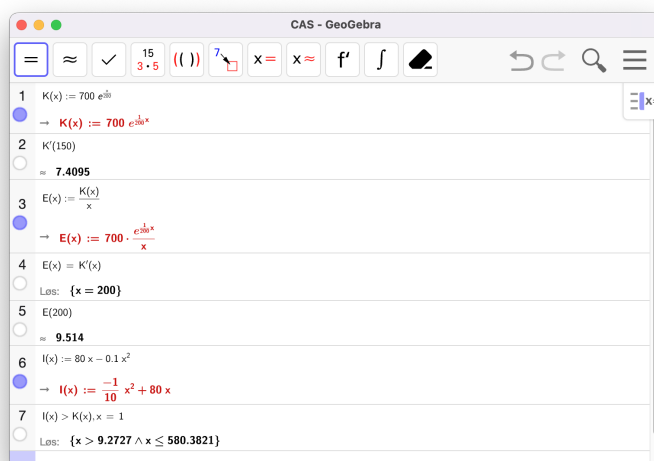 CAS - GeoGebra
= ≈ ✓ 15 3 • 5 (( )) 7 x = x ≈ f′ ∫
1 K(x) := 700 e^(x/200)
→ K(x) := 700 e^(1/200 x)
2 K′(150)
≈ 7.4095
3 E(x) := K(x)/x
→ E(x) := 700 · e^(1/200 x)/x
4 E(x) = K′(x)
Løs: {x = 200}
5 E(200)
≈ 9.514
6 I(x) := 80 x − 0.1 x²
→ I(x) := −1/10 x² + 80 x
7 I(x) > K(x), x = 1
Løs: {x > 9.2727 ∧ x ≤ 580.3821}